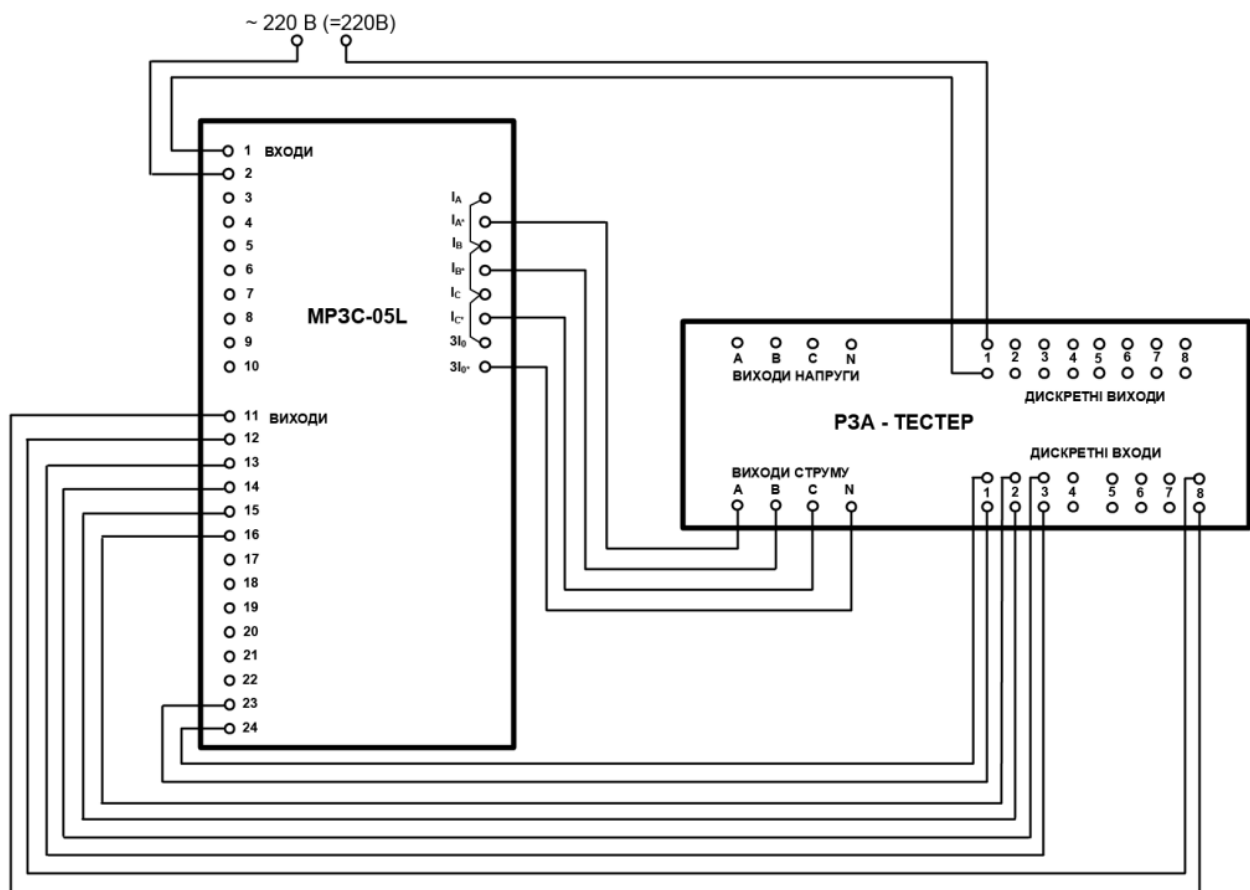 ~ 220 В (=220В)
1 ВХОДИ
2
3
4
5
6
7
8
9
10
11 ВИХОДИ
12
13
14
15
16
17
18
19
20
21
22
23
24
МРЗС-05L
IA
IA*
IB
IB*
IC
IC*
3I0
3I0*
A B C N
ВИХОДИ НАПРУГИ
1 2 3 4 5 6 7 8
ДИСКРЕТНІ ВИХОДИ
РЗА - ТЕСТЕР
ДИСКРЕТНІ ВХОДИ
ВИХОДИ СТРУМУ
A B C N
1 2 3 4 5 6 7 8